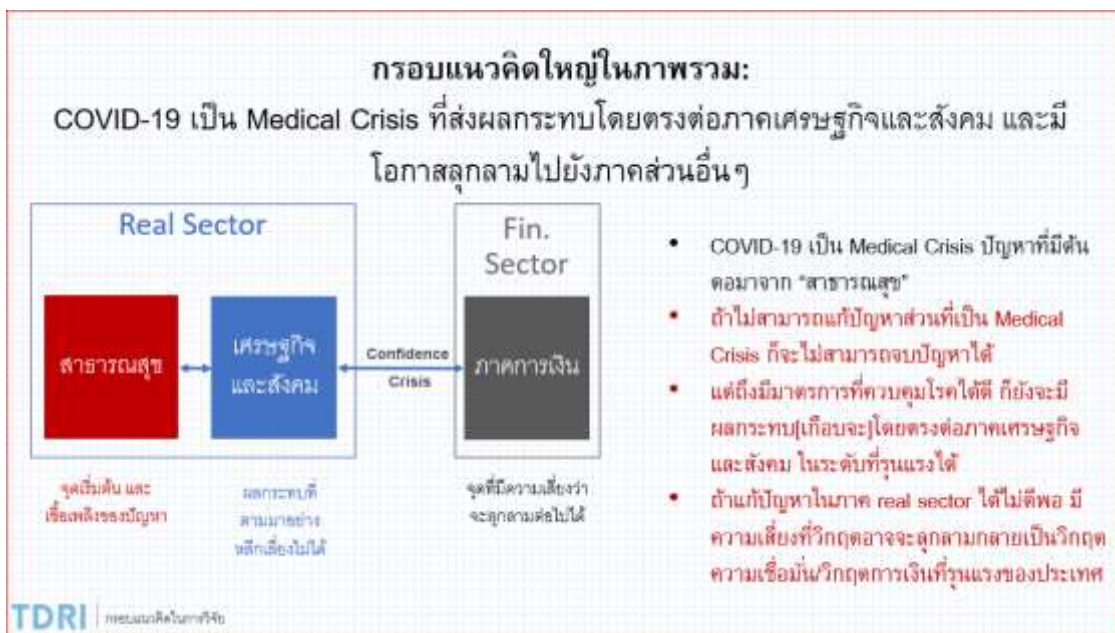 กรอบแนวคิดใหญ่ในภาพรวม:
COVID-19 เป็น Medical Crisis ที่ส่งผลกระทบโดยตรงต่อภาคเศรษฐกิจและสังคม และมี
โอกาสลุกลามไปยังภาคส่วนอื่นๆ
Real Sector
สาธารณสุข
เศรษฐกิจ
และสังคม
จุดเริ่มต้น และ
เชื้อเพลิงของปัญหา
ผลกระทบที่
ตามมาอย่าง
หลีกเลี่ยงไม่ได้
Confidence
Crisis
Fin.
Sector
ภาคการเงิน
จุดที่มีความเสี่ยงว่า
จะลุกลามต่อไปได้
• COVID-19 เป็น Medical Crisis ปัญหาที่มีต้น
ตอมาจาก "สาธารณสุข"
• ถ้าไม่สามารถแก้ปัญหาส่วนที่เป็น Medical
Crisis ก็จะไม่สามารถจบปัญหาได้
• แต่ถึงมีมาตรการที่ควบคุมโรคได้ดี ก็ยังจะมี
ผลกระทบ[เกือบจะ]โดยตรงต่อภาคเศรษฐกิจ
และสังคม ในระดับที่รุนแรงได้
• ถ้าแก้ปัญหาในภาค real sector ได้ไม่ดีพอ มี
ความเสี่ยงที่วิกฤตอาจจะลุกลามกลายเป็นวิกฤต
ความเชื่อมั่น/วิกฤตการเงินที่รุนแรงของประเทศ
TDRI กรอบแนวคิดในการวิจัย